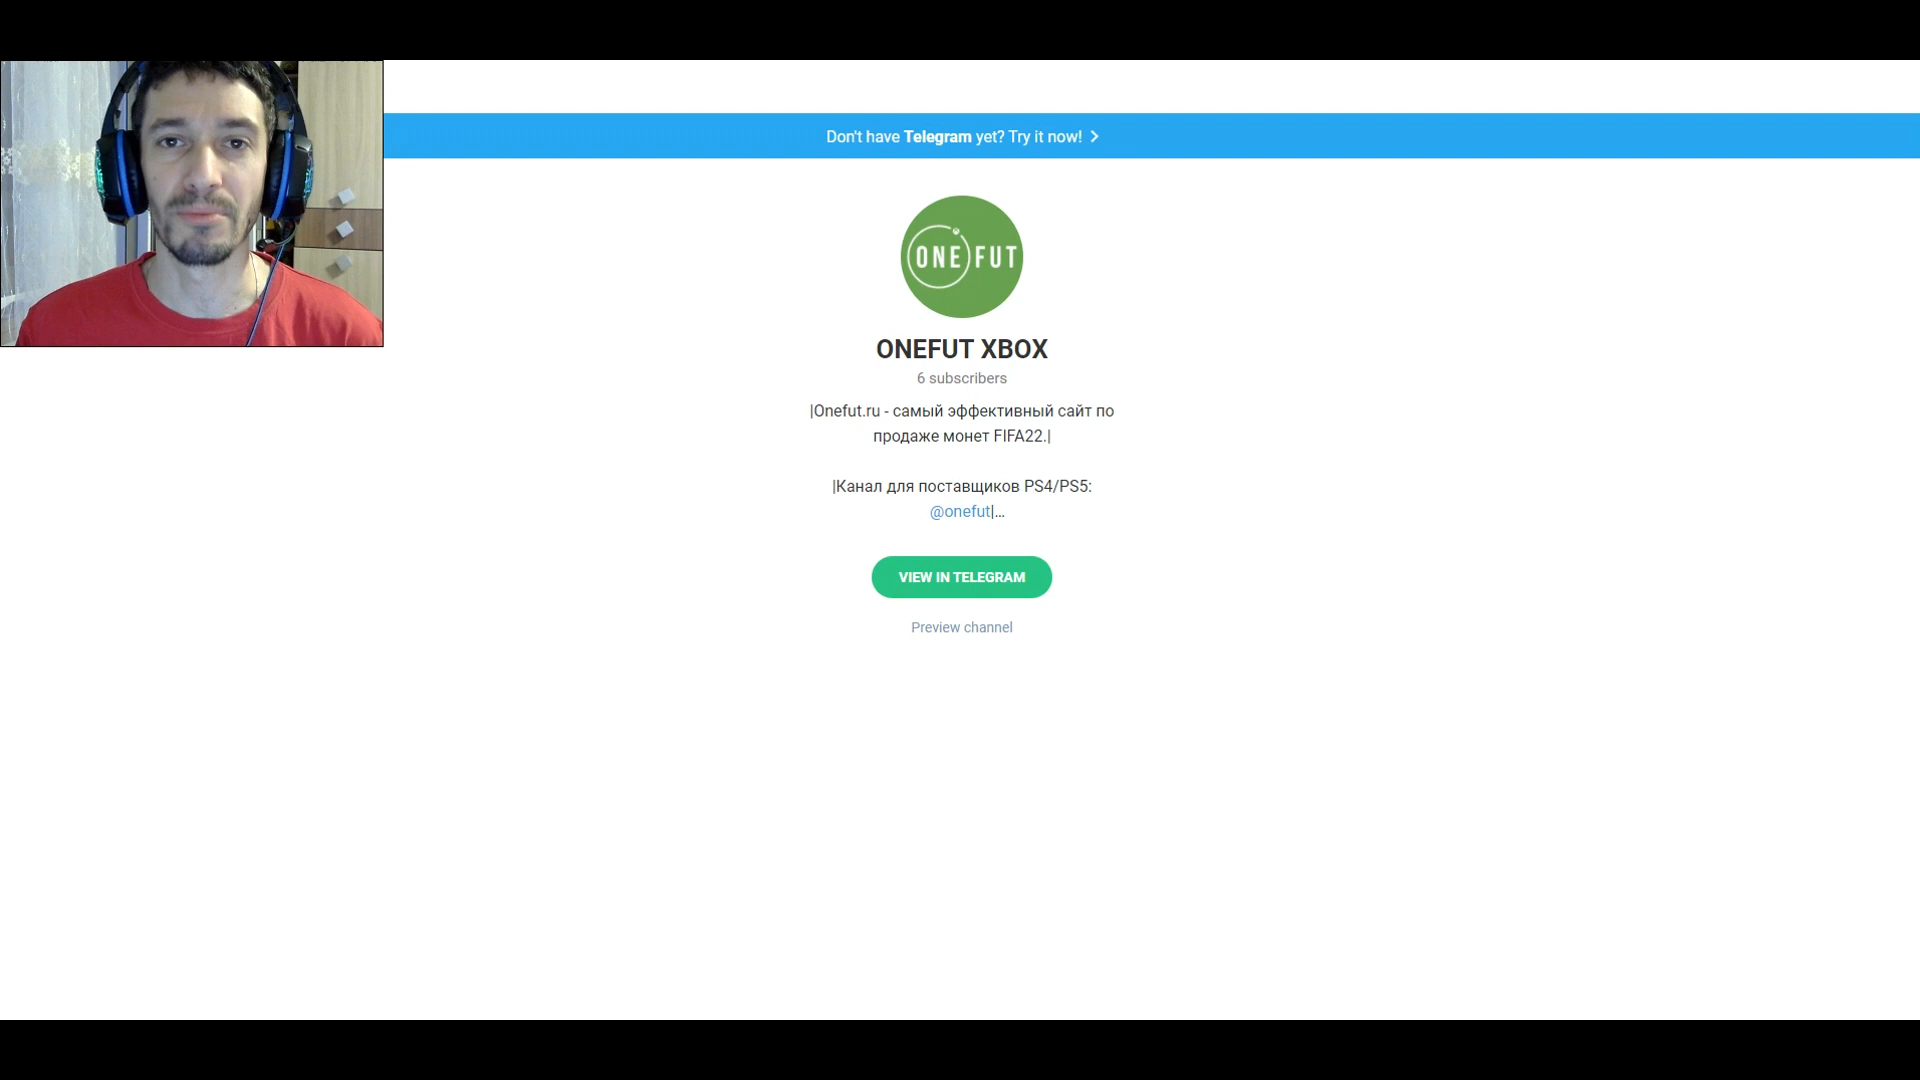 Don't have Telegram yet? Try it now!
ONE FUT
ONEFUT XBOX
6 subscribers
|Onefut.ru - самый эффективный сайт по
продаже монет FIFA22.|
|Канал для поставщиков PS4/PS5:
@onefut|...
VIEW IN TELEGRAM
Preview channel